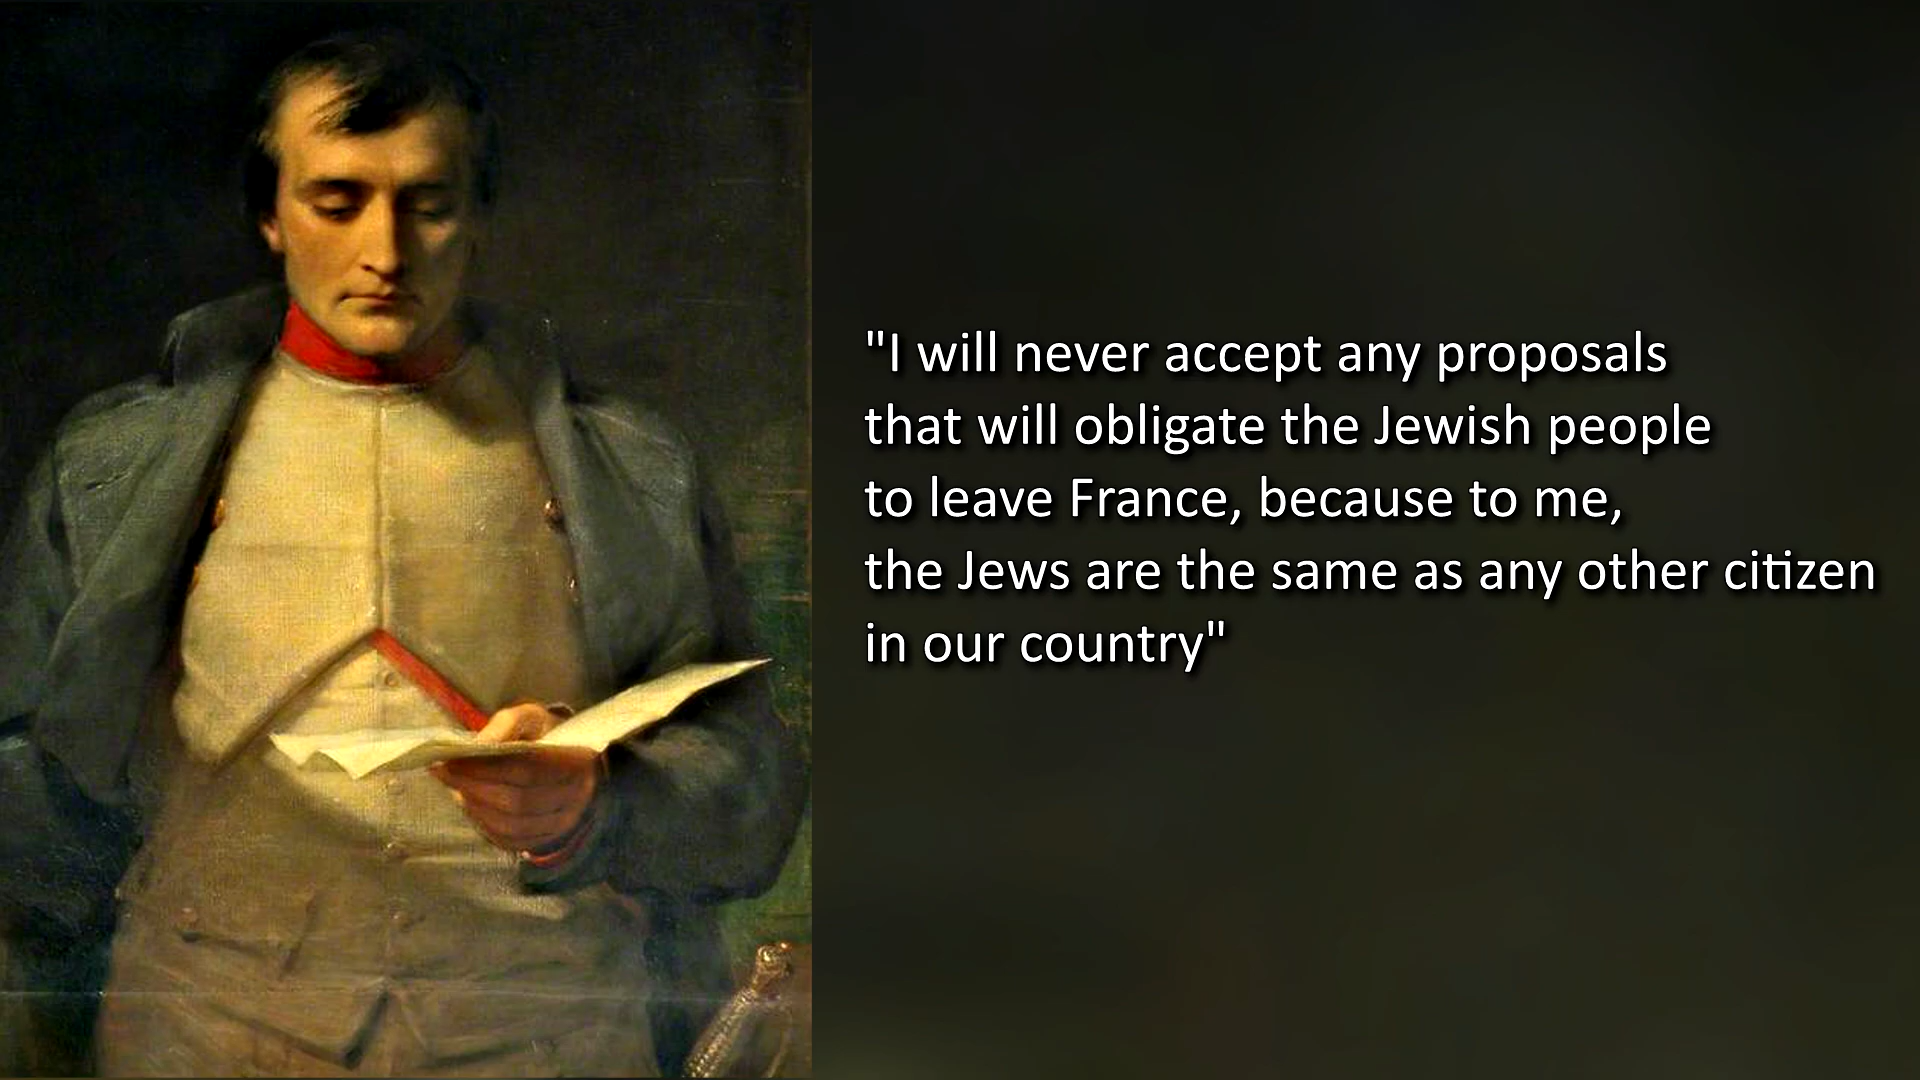 "I will never accept any proposals
that will obligate the Jewish people
to leave France, because to me,
the Jews are the same as any other citizen
in our country"